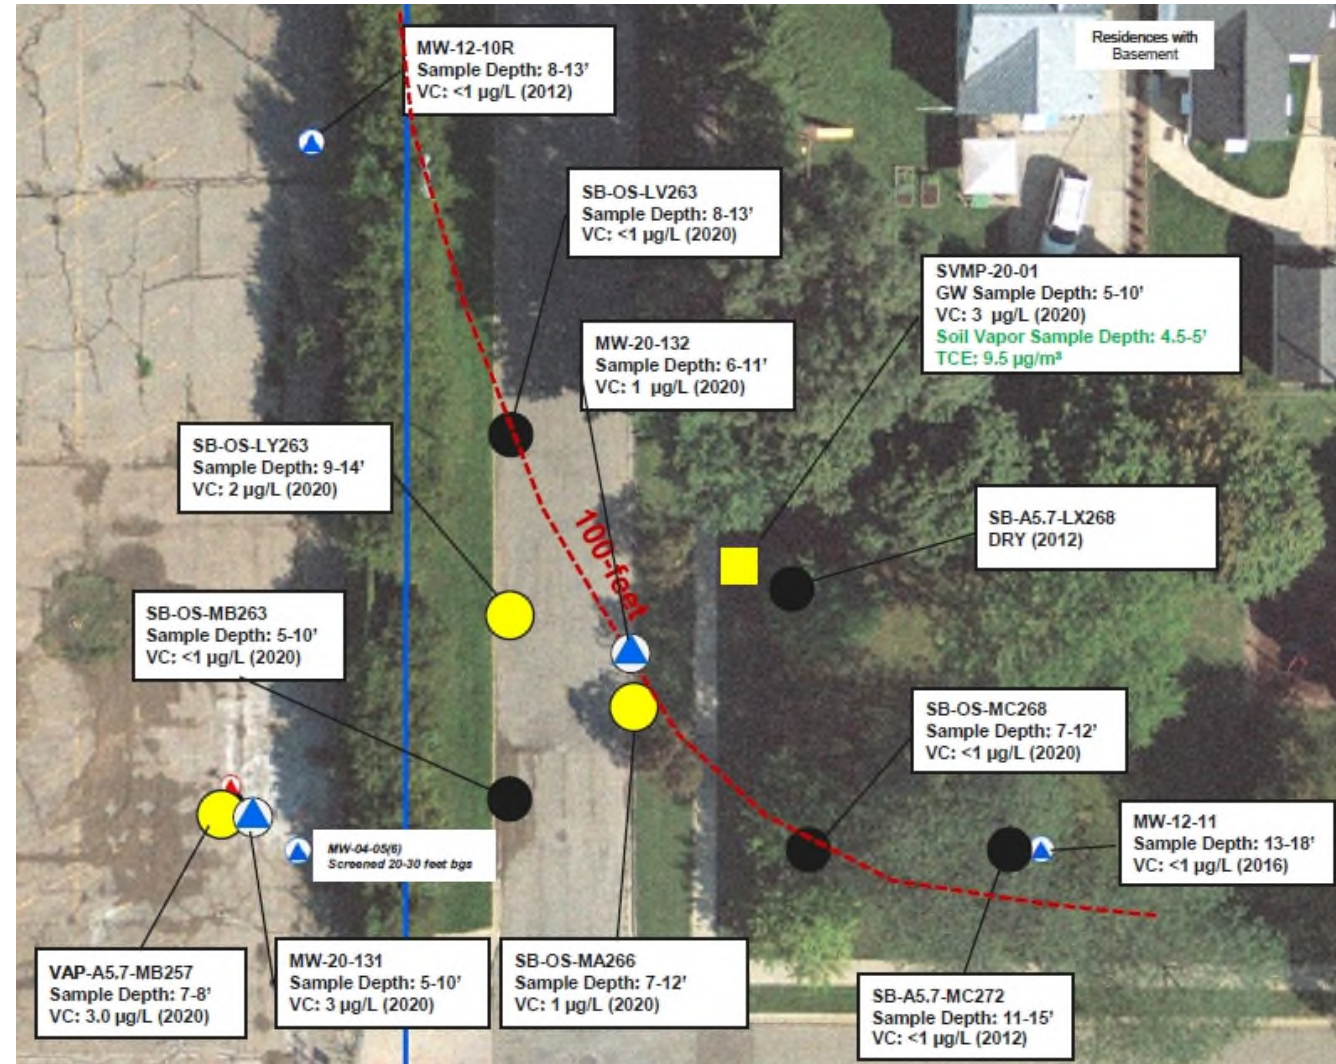 MW-12-10R
Sample Depth: 8-13'
VC: <1 µg/L (2012)
Residences with
Basement
SB-OS-LV263
Sample Depth: 8-13'
VC: <1 µg/L (2020)
SVMP-20-01
GW Sample Depth: 5-10'
VC: 3 µg/L (2020)
Soil Vapor Sample Depth: 4.5-5'
TCE: 9.5 µg/m³
MW-20-132
Sample Depth: 6-11'
VC: 1 µg/L (2020)
SB-OS-LY263
Sample Depth: 9-14'
VC: 2 µg/L (2020)
100-feet
SB-A5.7-LX268
DRY (2012)
SB-OS-MB263
Sample Depth: 5-10'
VC: <1 µg/L (2020)
SB-OS-MC268
Sample Depth: 7-12'
VC: <1 µg/L (2020)
MW-12-11
Sample Depth: 13-18'
VC: <1 µg/L (2016)
MW-04-05(6)
Screened 20-30 feet bgs
VAP-A5.7-MB257
Sample Depth: 7-8'
VC: 3.0 µg/L (2020)
MW-20-131
Sample Depth: 5-10'
VC: 3 µg/L (2020)
SB-OS-MA266
Sample Depth: 7-12'
VC: 1 µg/L (2020)
SB-A5.7-MC272
Sample Depth: 11-15'
VC: <1 µg/L (2012)